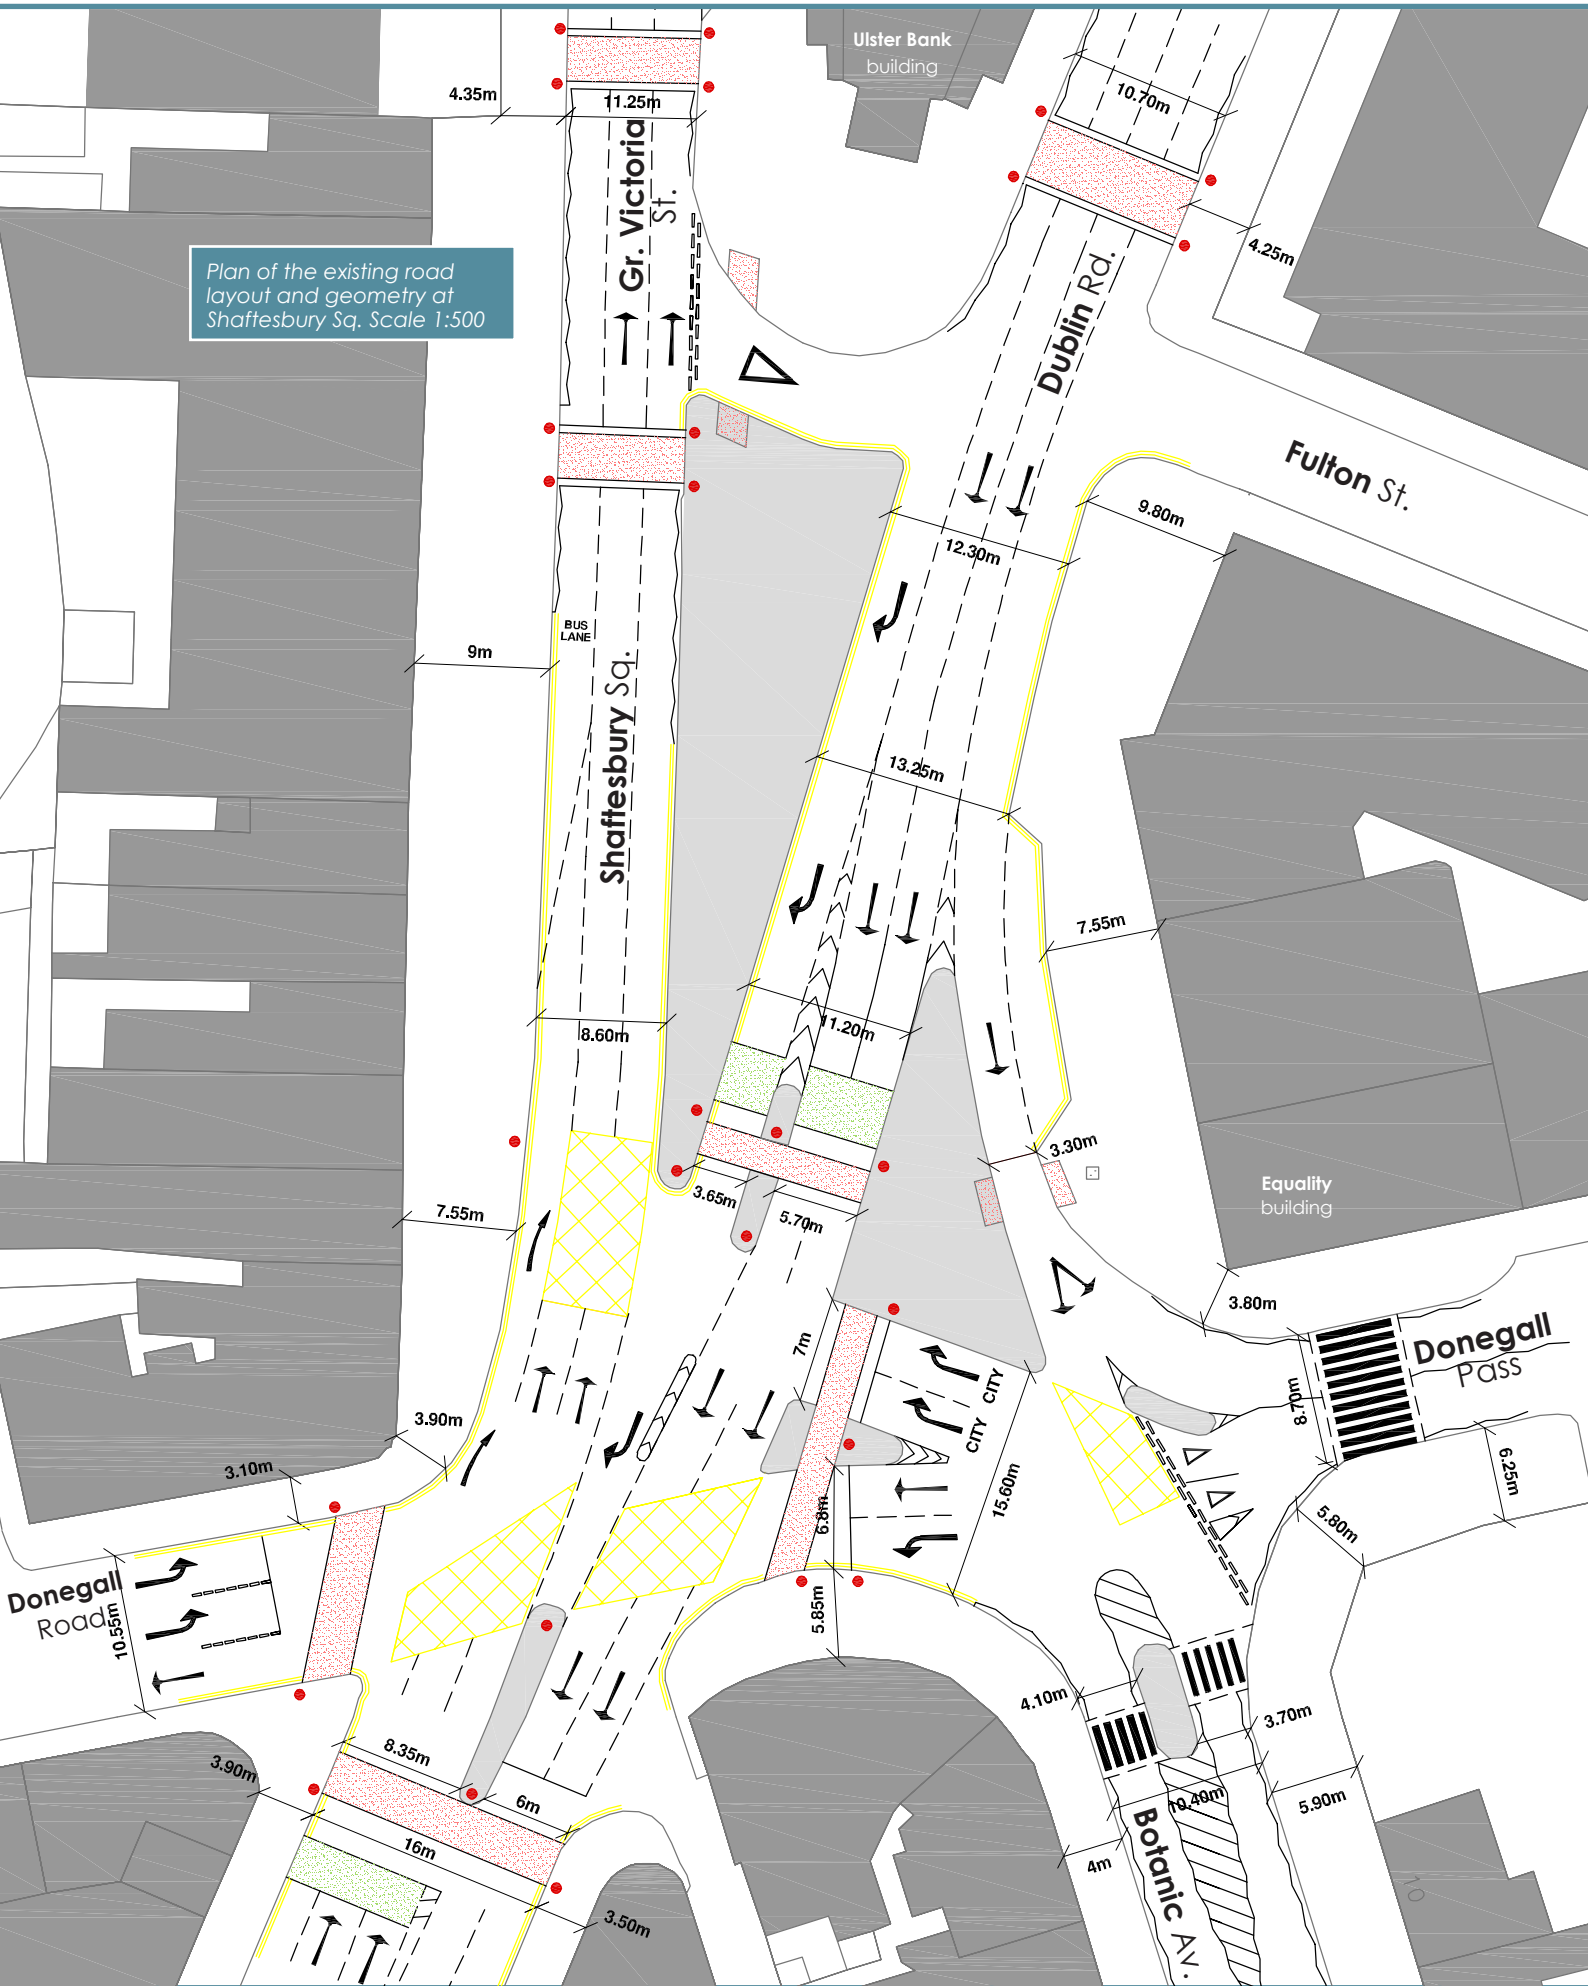 Ulster Bank
building
4.35m
11.25m
10.70m
Gr. Victoria
St.
4.25m
Plan of the existing road
layout and geometry at
Shaftesbury Sq. Scale 1:500
Dublin Rd.
Fulton St.
9.80m
12.30m
BUS
LANE
9m
Shaftesbury Sq.
13.25m
7.55m
8.60m
11.20m
3.30m
3.65m
5.70m
7.55m
Equality
building
3.80m
7m
CITY
CITY
Donegall
Pass
8.70m
3.90m
3.10m
15.60m
6.8m
6.25m
5.80m
Donegall
Road
10.55m
5.85m
4.10m
3.70m
8.35m
3.90m
6m
10.40m
5.90m
16m
4m
Botanic Av.
3.50m